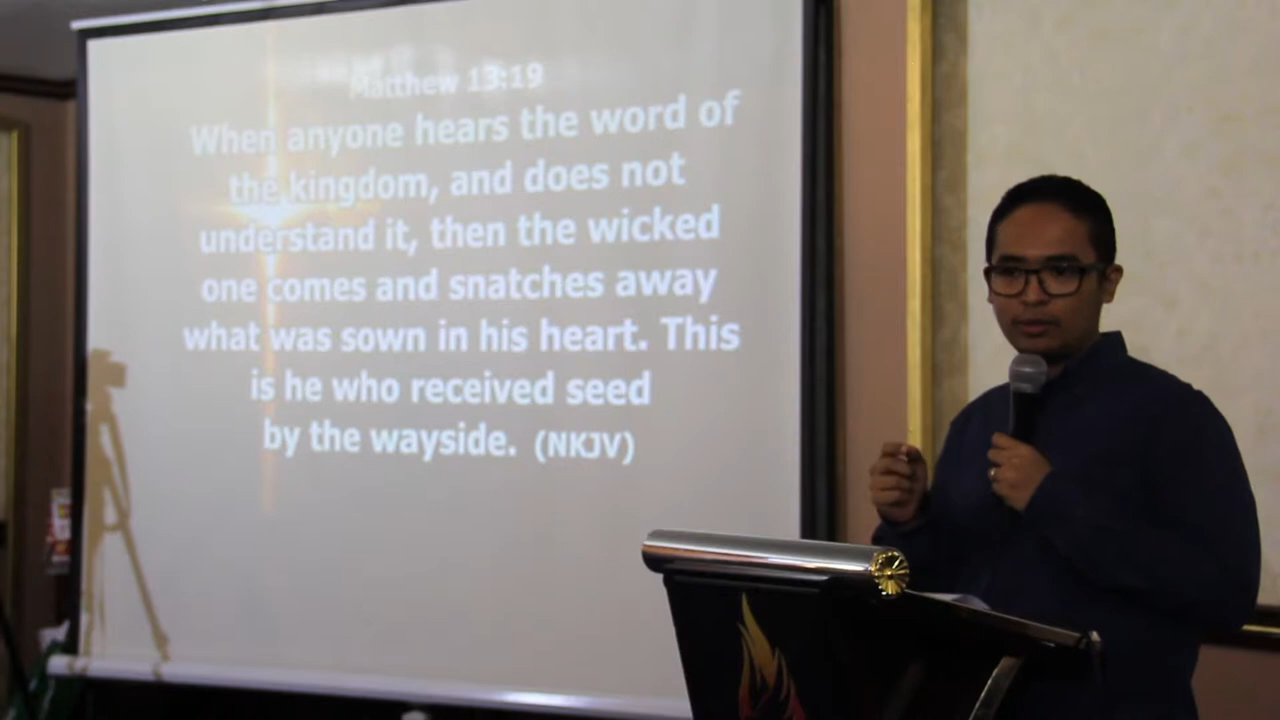 Matthew 13:19
When anyone hears the word of
the kingdom, and does not
understand it, then the wicked
one comes and snatches away
what was sown in his heart. This
is he who received seed
by the wayside. (NKJV)